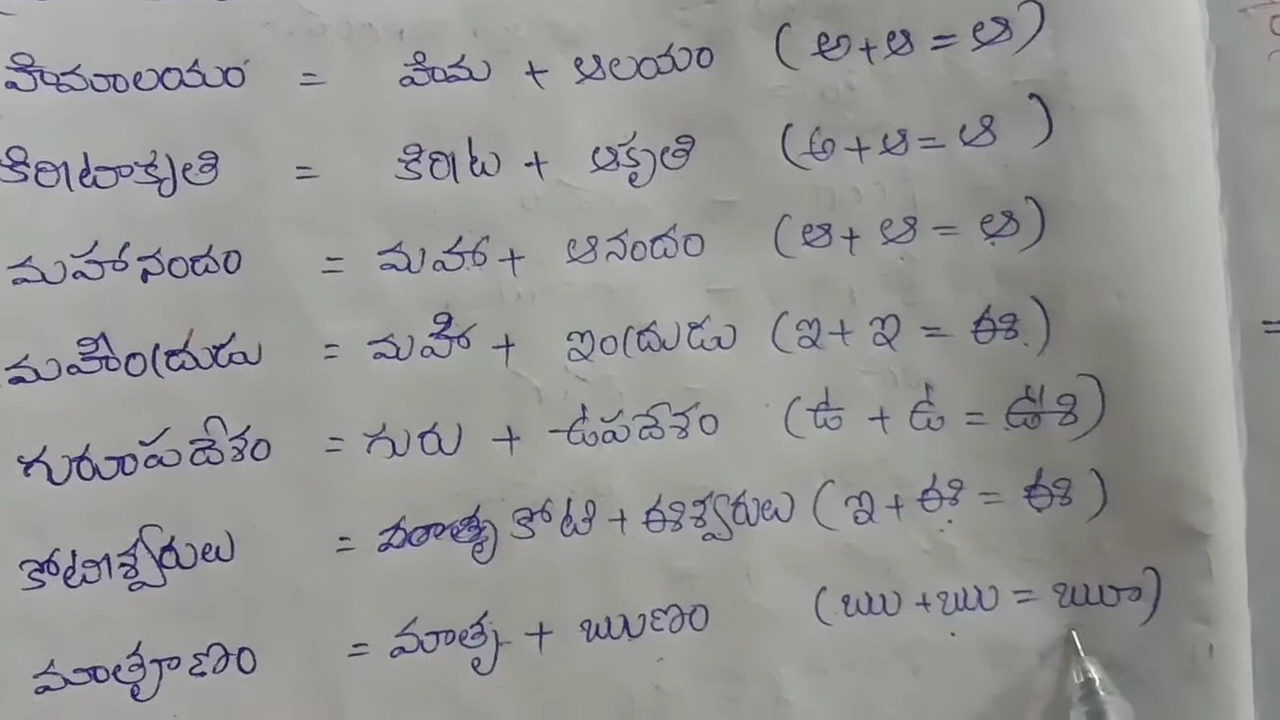 హిమాలయం = హిమ + ఆలయం (అ+ఆ = ఆ)
కిరీటాకృతి = కిరీట + ఆకృతి (అ+ఆ = ఆ)
మహానందం = మహా + ఆనందం (ఆ+ ఆ = ఆ)
మహీంద్రుడు = మహి + ఇంద్రుడు (ఇ+ ఇ = ఈ)
గురూపదేశం = గురు + ఉపదేశం (ఉ + ఉ = ఊ)
కోటీశ్వరులు = కోటి + ఈశ్వరులు (ఇ+ ఈ = ఈ)
మాతౄణం = మాతృ + ఋణం (ఋ +ఋ = ౠ)